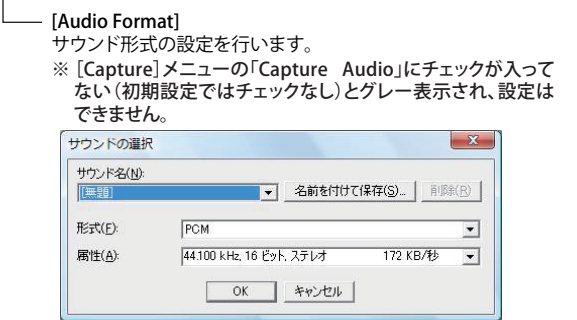 [Audio Format]
サウンド形式の設定を行います。
※ [Capture]メニューの「Capture Audio」にチェックが入って
ない(初期設定ではチェックなし)とグレー表示され、設定は
できません。
サウンドの選択
サウンド名(N):
[無題]
名前を付けて保存(S)...
削除(R)
形式(F):
PCM
属性(A):
44.100 kHz, 16 ビット, ステレオ 172 KB/秒
OK
キャンセル